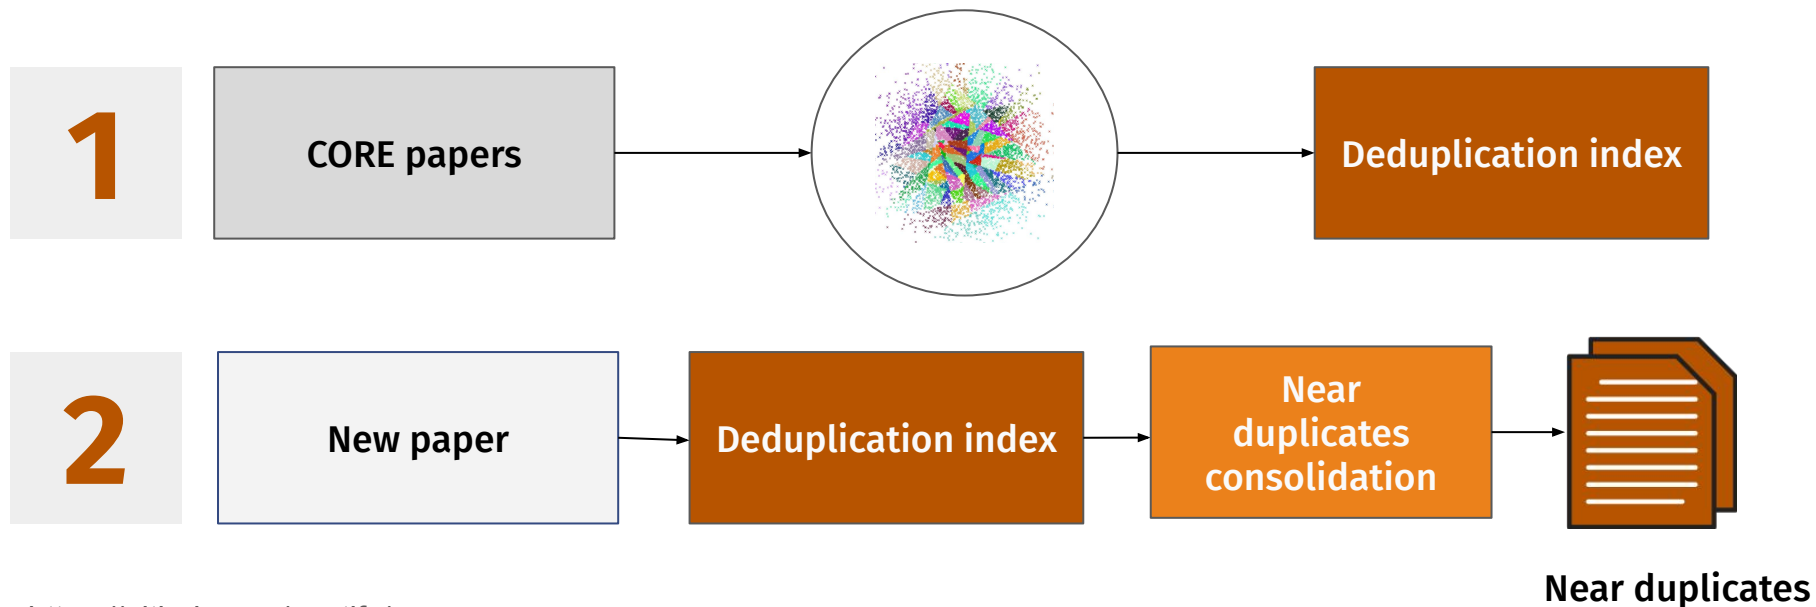 1
CORE papers
Deduplication index
2
New paper
Deduplication index
Near
duplicates
consolidation
Near duplicates